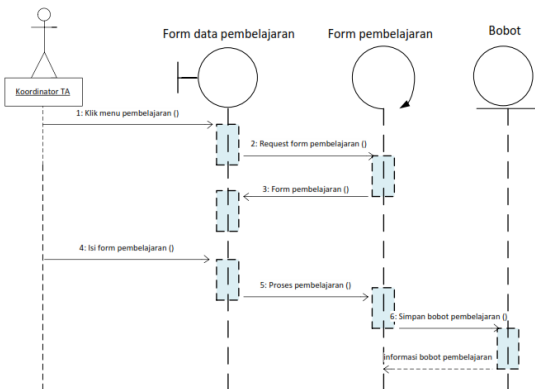 Form data pembelajaran
Form pembelajaran
Bobot
Koordinator TA
1: Klik menu pembelajaran ()
2: Request form pembelajaran ()
3: Form pembelajaran ()
4: Isi form pembelajaran ()
5: Proses pembelajaran ()
6: Simpan bobot pembelajaran ()
informasi bobot pembelajaran